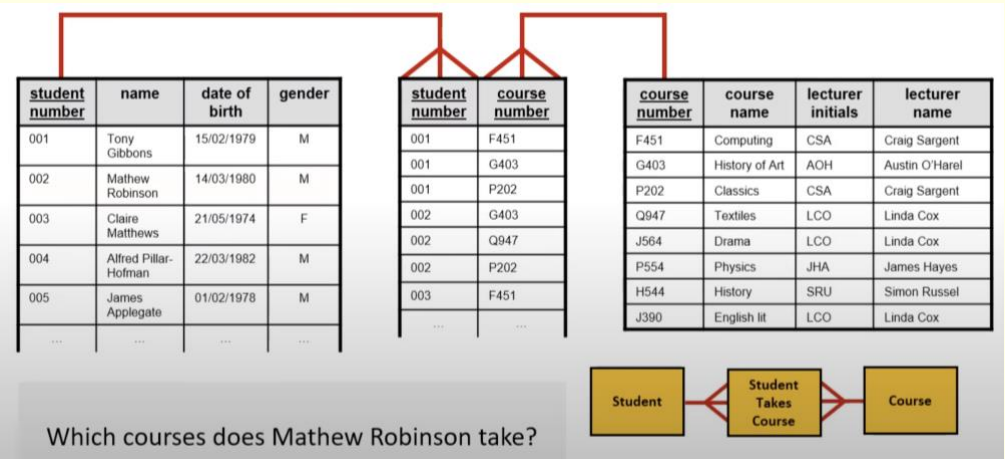 student number name date of birth gender
001 Tony Gibbons 15/02/1979 M
002 Mathew Robinson 14/03/1980 M
003 Claire Matthews 21/05/1974 F
004 Alfred Pillar-Hofman 22/03/1982 M
005 James Applegate 01/02/1978 M
... ... ... ...
student number course number
001 F451
001 G403
001 P202
002 G403
002 Q947
002 P202
003 F451
... ...
course number course name lecturer initials lecturer name
F451 Computing CSA Craig Sargent
G403 History of Art AOH Austin O'Harel
P202 Classics CSA Craig Sargent
Q947 Textiles LCO Linda Cox
J564 Drama LCO Linda Cox
P554 Physics JHA James Hayes
H544 History SRU Simon Russel
J390 English lit LCO Linda Cox
Student
Student
Takes
Course
Course
Which courses does Mathew Robinson take?